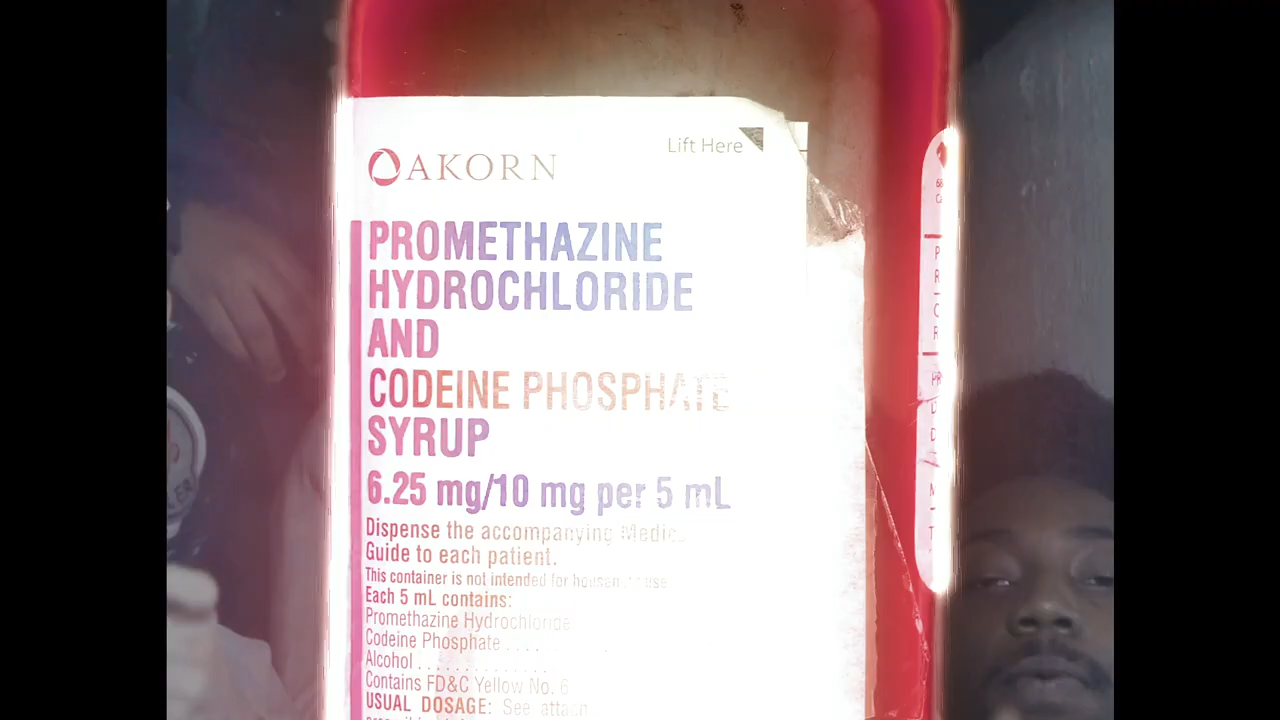 Lift Here
AKORN
PROMETHAZINE
HYDROCHLORIDE
AND
CODEINE PHOSPHATE
SYRUP
6.25 mg/10 mg per 5 mL
Dispense the accompanying
Guide to each patient.
This container is not intended for
Each 5 mL contains:
Promethazine Hydrochloride
Codeine Phosphate . . . .
Alcohol . . . . . . . . . . .
Contains FD&C Yellow No. 6
USUAL DOSAGE: See